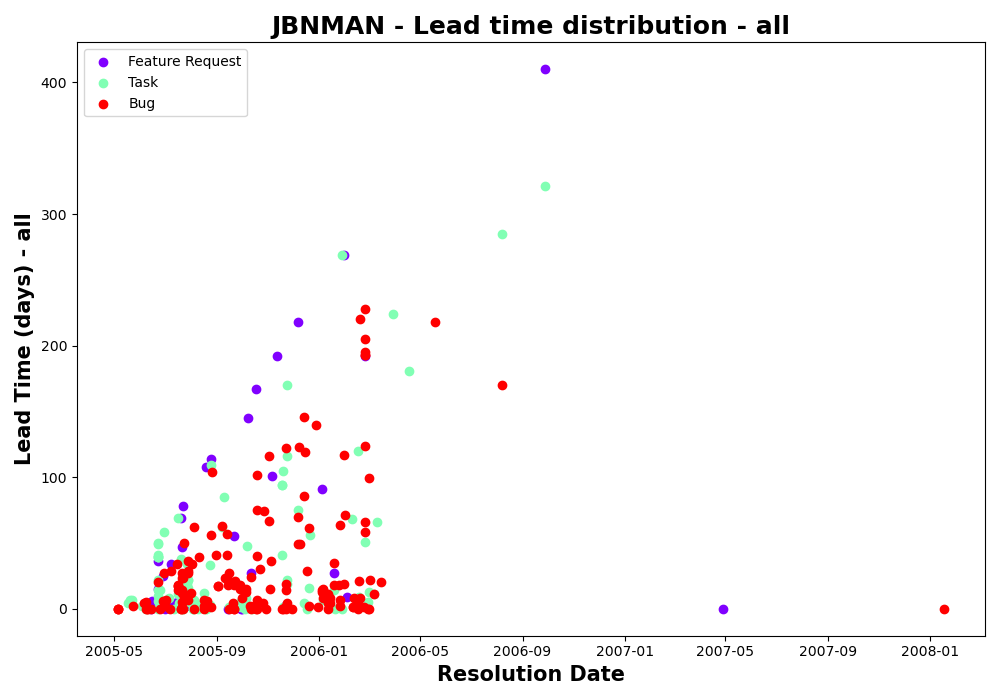 JBNMAN - Lead time distribution - all
Feature Request
Task
Bug
Lead Time (days) - all
400
300
200
100
0
2005-05
2005-09
2006-01
2006-05
2006-09
2007-01
2007-05
2007-09
2008-01
Resolution Date